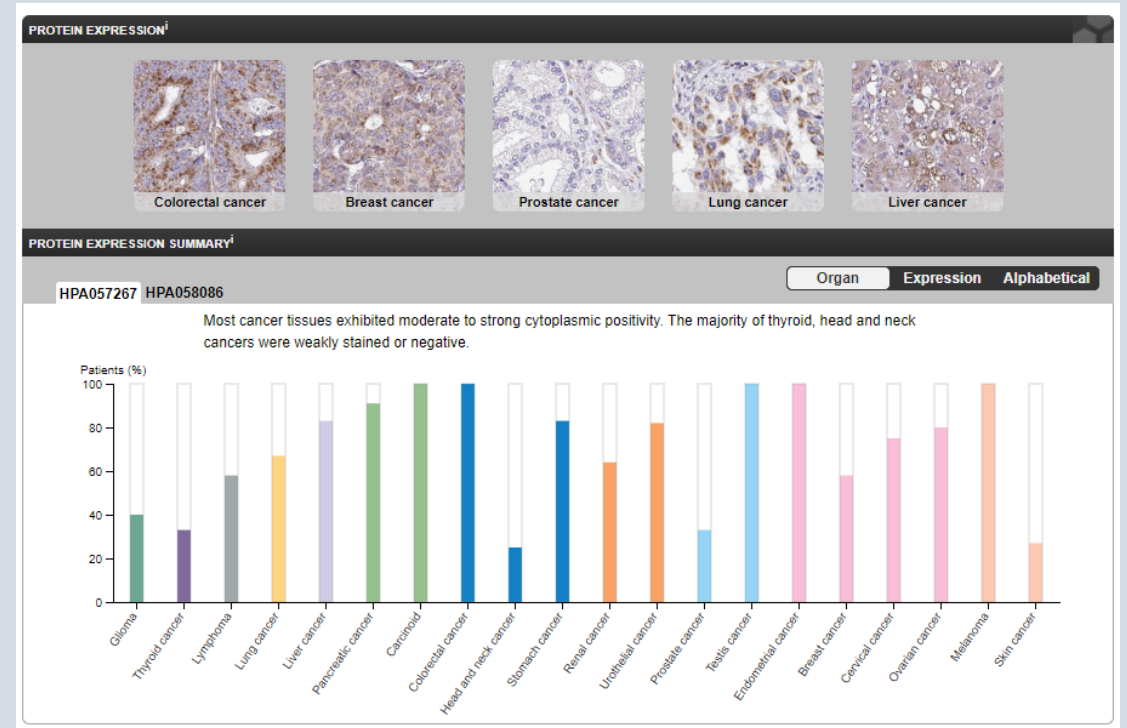 PROTEIN EXPRESSIONi
Colorectal cancer
Breast cancer
Prostate cancer
Lung cancer
Liver cancer
PROTEIN EXPRESSION SUMMARYi
Organ
Expression
Alphabetical
HPA057267
HPA058086
Most cancer tissues exhibited moderate to strong cytoplasmic positivity. The majority of thyroid, head and neck
cancers were weakly stained or negative.
Patients (%)
100
80
60
40
20
0
Glioma
Thyroid cancer
Lymphoma
Lung cancer
Liver cancer
Pancreatic cancer
Carcinoid
Colorectal cancer
Head and neck cancer
Stomach cancer
Renal cancer
Urothelial cancer
Prostate cancer
Testis cancer
Endometrial cancer
Breast cancer
Cervical cancer
Ovarian cancer
Melanoma
Skin cancer